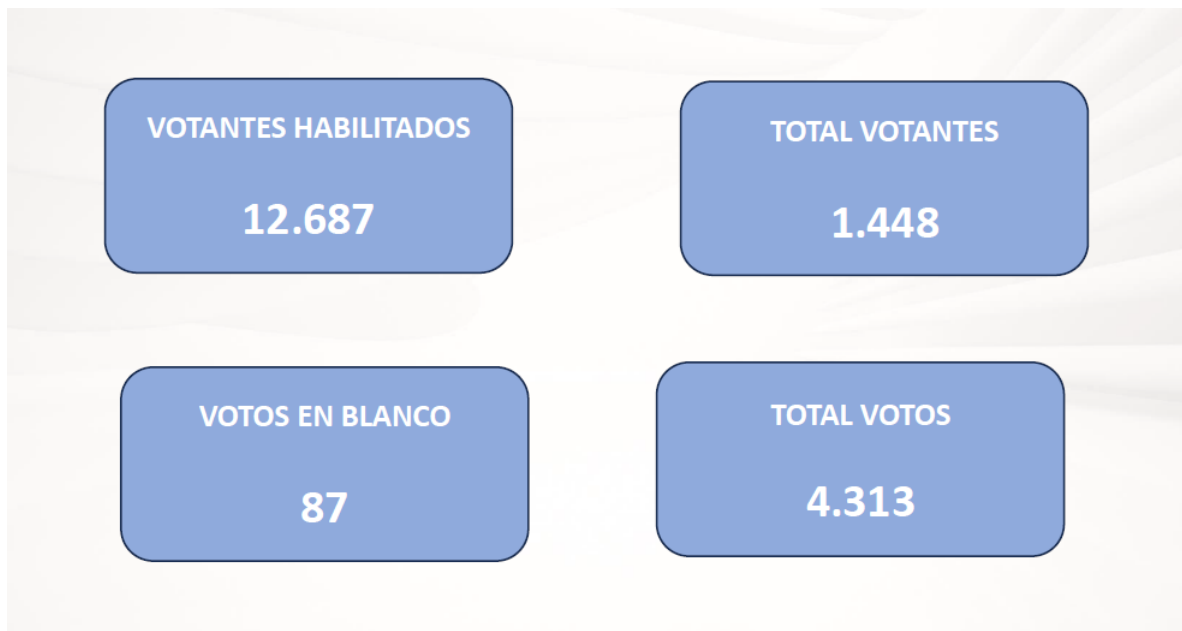 VOTANTES HABILITADOS
12.687
TOTAL VOTANTES
1.448
VOTOS EN BLANCO
87
TOTAL VOTOS
4.313